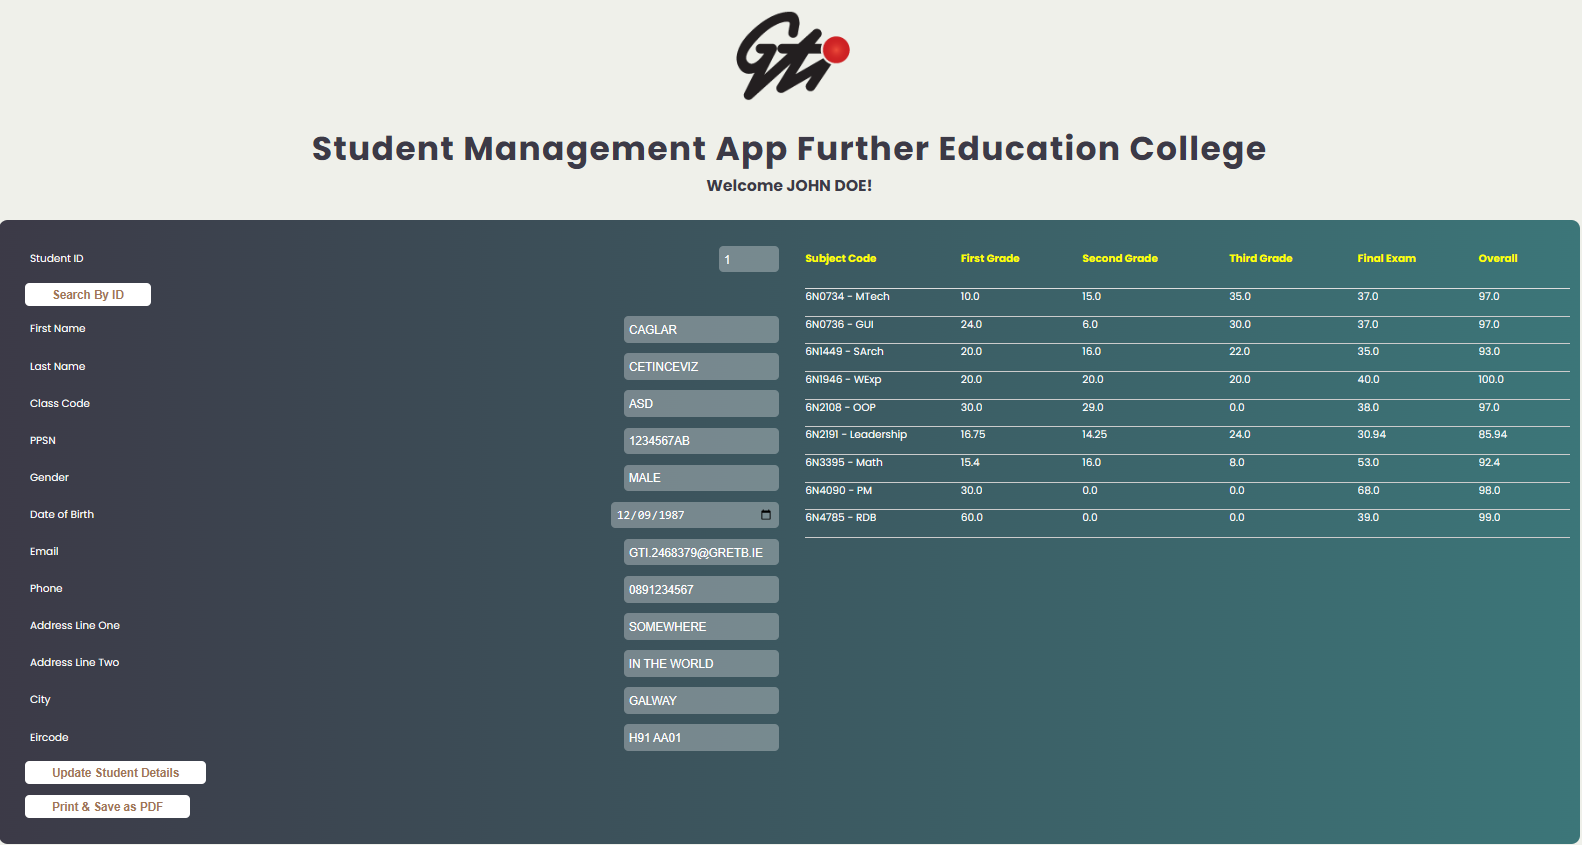 Gti
Student Management App Further Education College
Welcome JOHN DOE!
Student ID 1
Search By ID
First Name CAGLAR
Last Name CETINCEVIZ
Class Code ASD
PPSN 1234567AB
Gender MALE
Date of Birth 12/09/1987
Email GTI.2468379@GRETB.IE
Phone 0891234567
Address Line One SOMEWHERE
Address Line Two IN THE WORLD
City GALWAY
Eircode H91 AA01
Update Student Details
Print & Save as PDF
Subject Code First Grade Second Grade Third Grade Final Exam Overall
6N0734 - MTech 10.0 15.0 35.0 37.0 97.0
6N0736 - GUI 24.0 6.0 30.0 37.0 97.0
6N1449 - SArch 20.0 16.0 22.0 35.0 93.0
6N1946 - WExp 20.0 20.0 20.0 40.0 100.0
6N2108 - OOP 30.0 29.0 0.0 38.0 97.0
6N2191 - Leadership 16.75 14.25 24.0 30.94 85.94
6N3395 - Math 15.4 16.0 8.0 53.0 92.4
6N4090 - PM 30.0 0.0 0.0 68.0 98.0
6N4785 - RDB 60.0 0.0 0.0 39.0 99.0